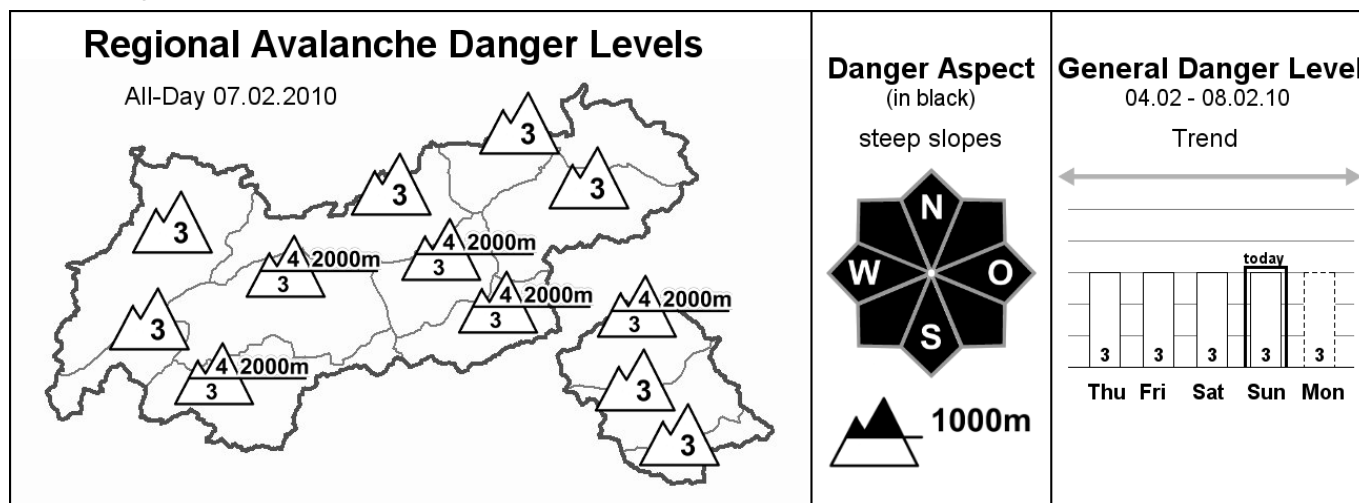 Regional Avalanche Danger Levels
All-Day 07.02.2010
3
3
3
3
3
4 2000m
3
4 2000m
3
4 2000m
3
4 2000m
3
3
4 2000m
3
3
3
Danger Aspect
(in black)
steep slopes
N
W
O
S
1000m
General Danger Level
04.02 - 08.02.10
Trend
today
3 3 3 3 3
Thu Fri Sat Sun Mon